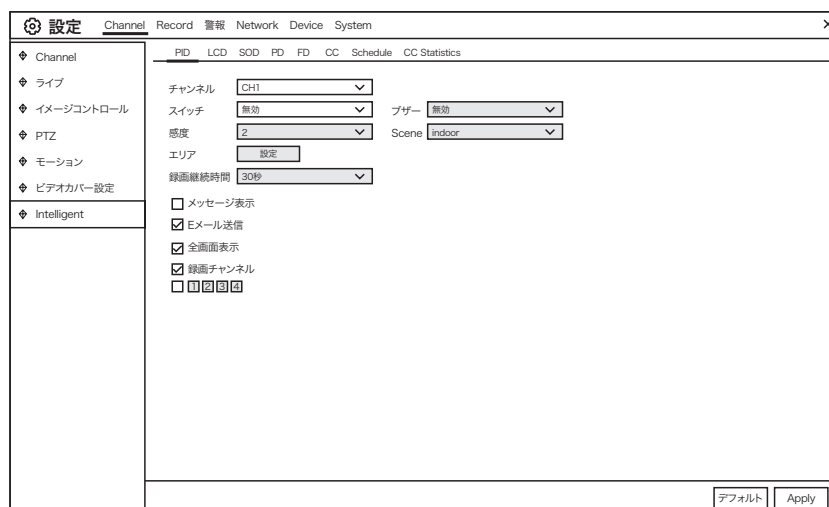 設定 Channel Record 警報 Network Device System ×
Channel
ライブ
イメージコントロール
PTZ
モーション
ビデオカバー設定
Intelligent
PID LCD SOD PD FD CC Schedule CC Statistics
チャンネル CH1
スイッチ 無効 ブザー 無効
感度 2 Scene indoor
エリア 設定
録画継続時間 30秒
メッセージ表示
Eメール送信
全画面表示
録画チャンネル
1 2 3 4
デフォルト Apply